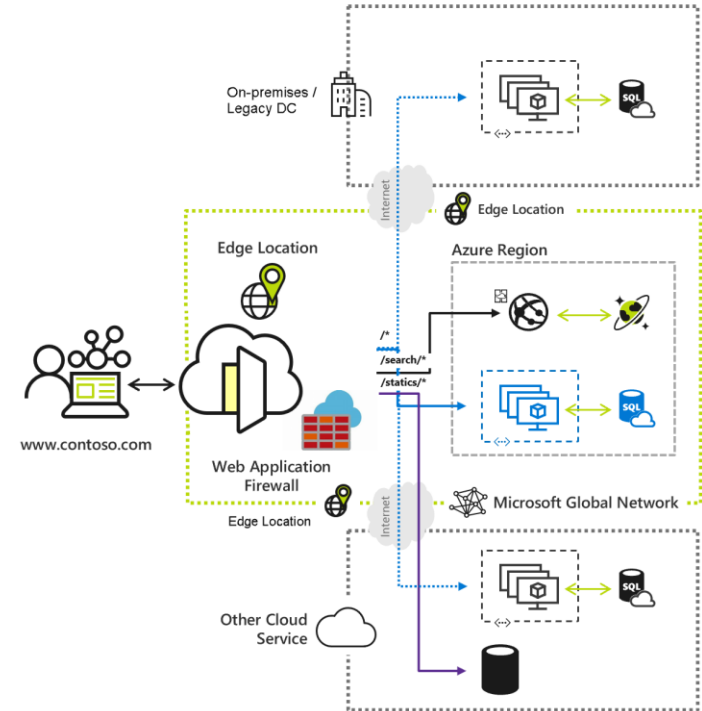 On-premises /
Legacy DC
SQL
Internet
Edge Location
Edge Location
Azure Region
/*
/search/*
/statics/*
SQL
www.contoso.com
Web Application
Firewall
Edge Location
Internet
Microsoft Global Network
SQL
Other Cloud
Service